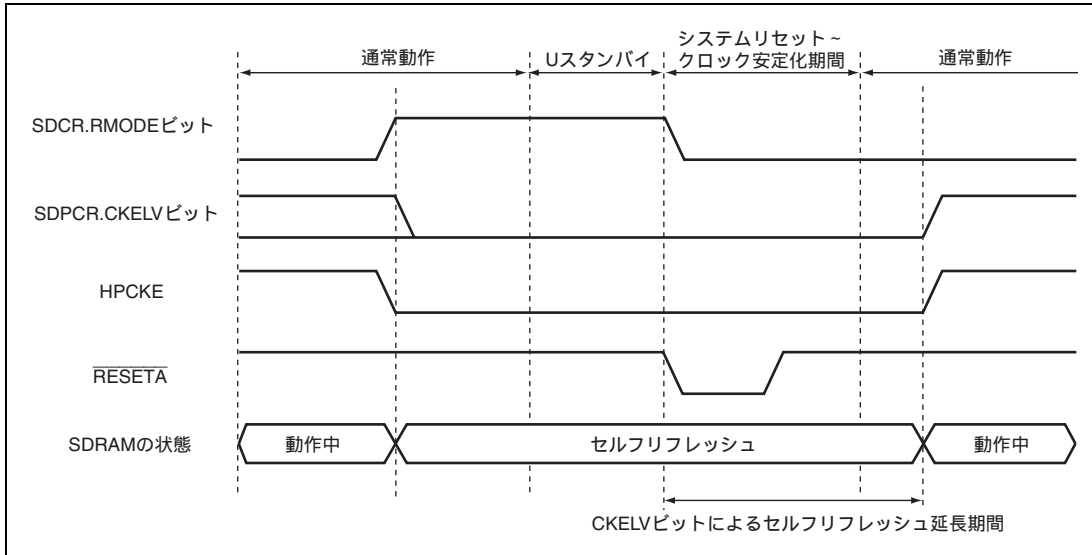 通常動作
Uスタンバイ
システムリセット～
クロック安定化期間
通常動作
SDCR.RMODEビット
SDPCR.CKELVビット
HPCKE
RESETA
SDRAMの状態
動作中
セルフリフレッシュ
動作中
CKELVビットによるセルフリフレッシュ延長期間